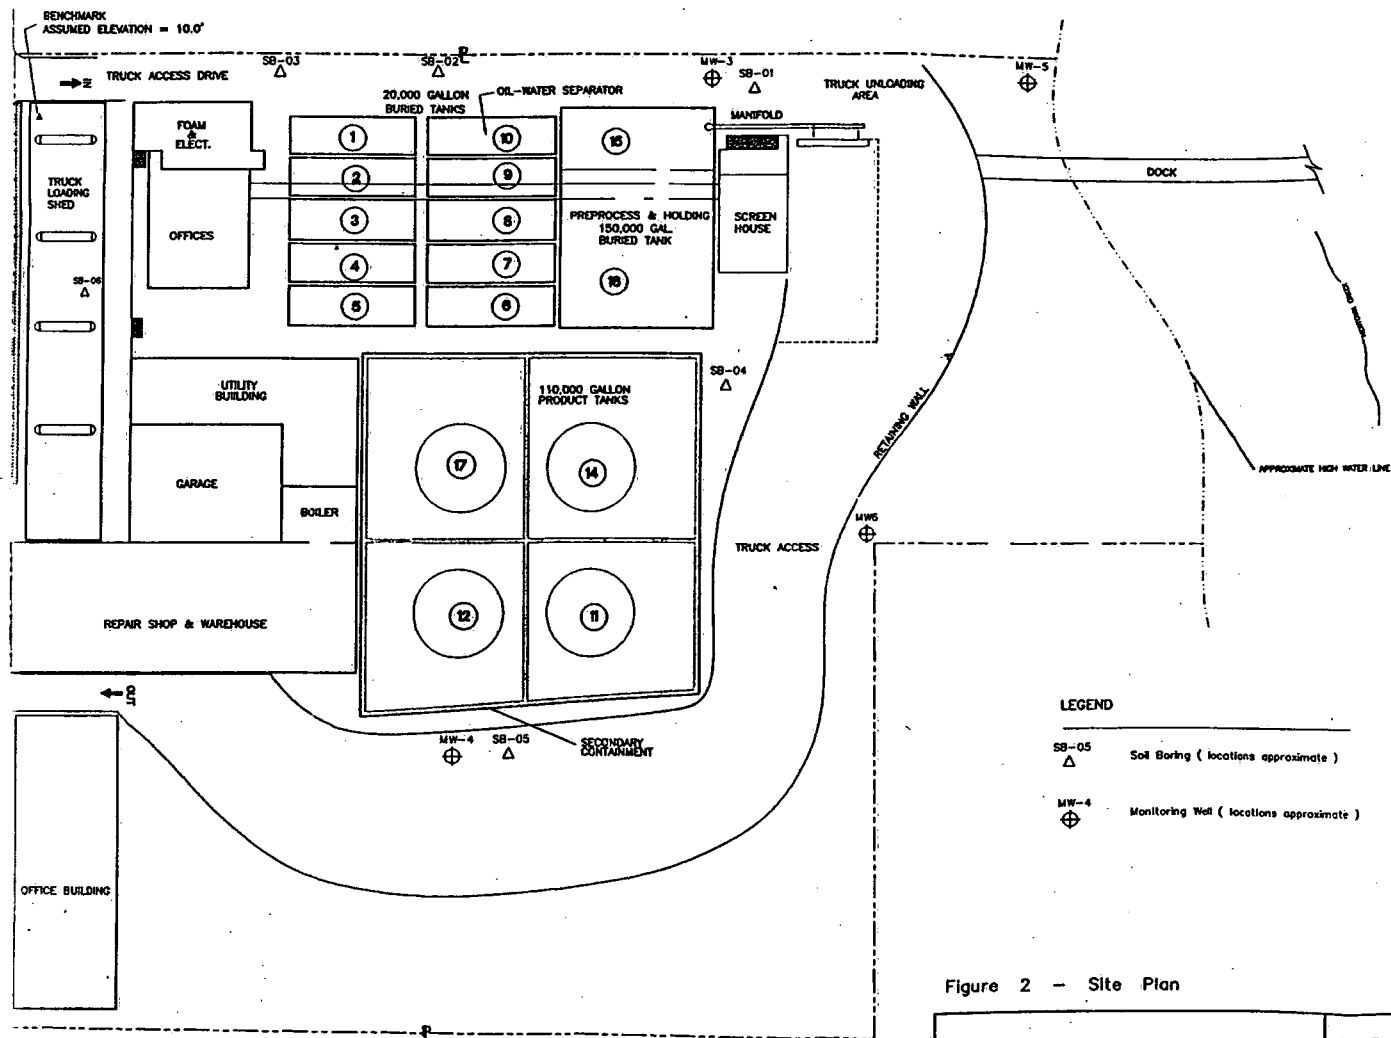 BENCHMARK
ASSUMED ELEVATION = 10.0'
IN
TRUCK ACCESS DRIVE
SB-03
SB-02
MW-3
SB-01
TRUCK UNLOADING
AREA
MW-5
20,000 GALLON
BURIED TANKS
OIL-WATER SEPARATOR
MANIFOLD
FOAM
&
ELECT.
1
10
15
DOCK
TRUCK
LOADING
SHED
2
9
3
8
PREPROCESS & HOLDING
150,000 GAL.
BURIED TANK
SCREEN
HOUSE
OFFICES
4
7
SB-06
16
5
6
UTILITY
BUILDING
110,000 GALLON
PRODUCT TANKS
SB-04
RETAINING WALL
17
14
APPROXIMATE HIGH WATER LINE
GARAGE
BOILER
MW6
TRUCK ACCESS
12
11
REPAIR SHOP & WAREHOUSE
OUT
MW-4
SB-05
SECONDARY
CONTAINMENT
OFFICE BUILDING
LEGEND
SB-05
Soil Boring ( locations approximate )
MW-4
Monitoring Well ( locations approximate )
Figure 2 - Site Plan